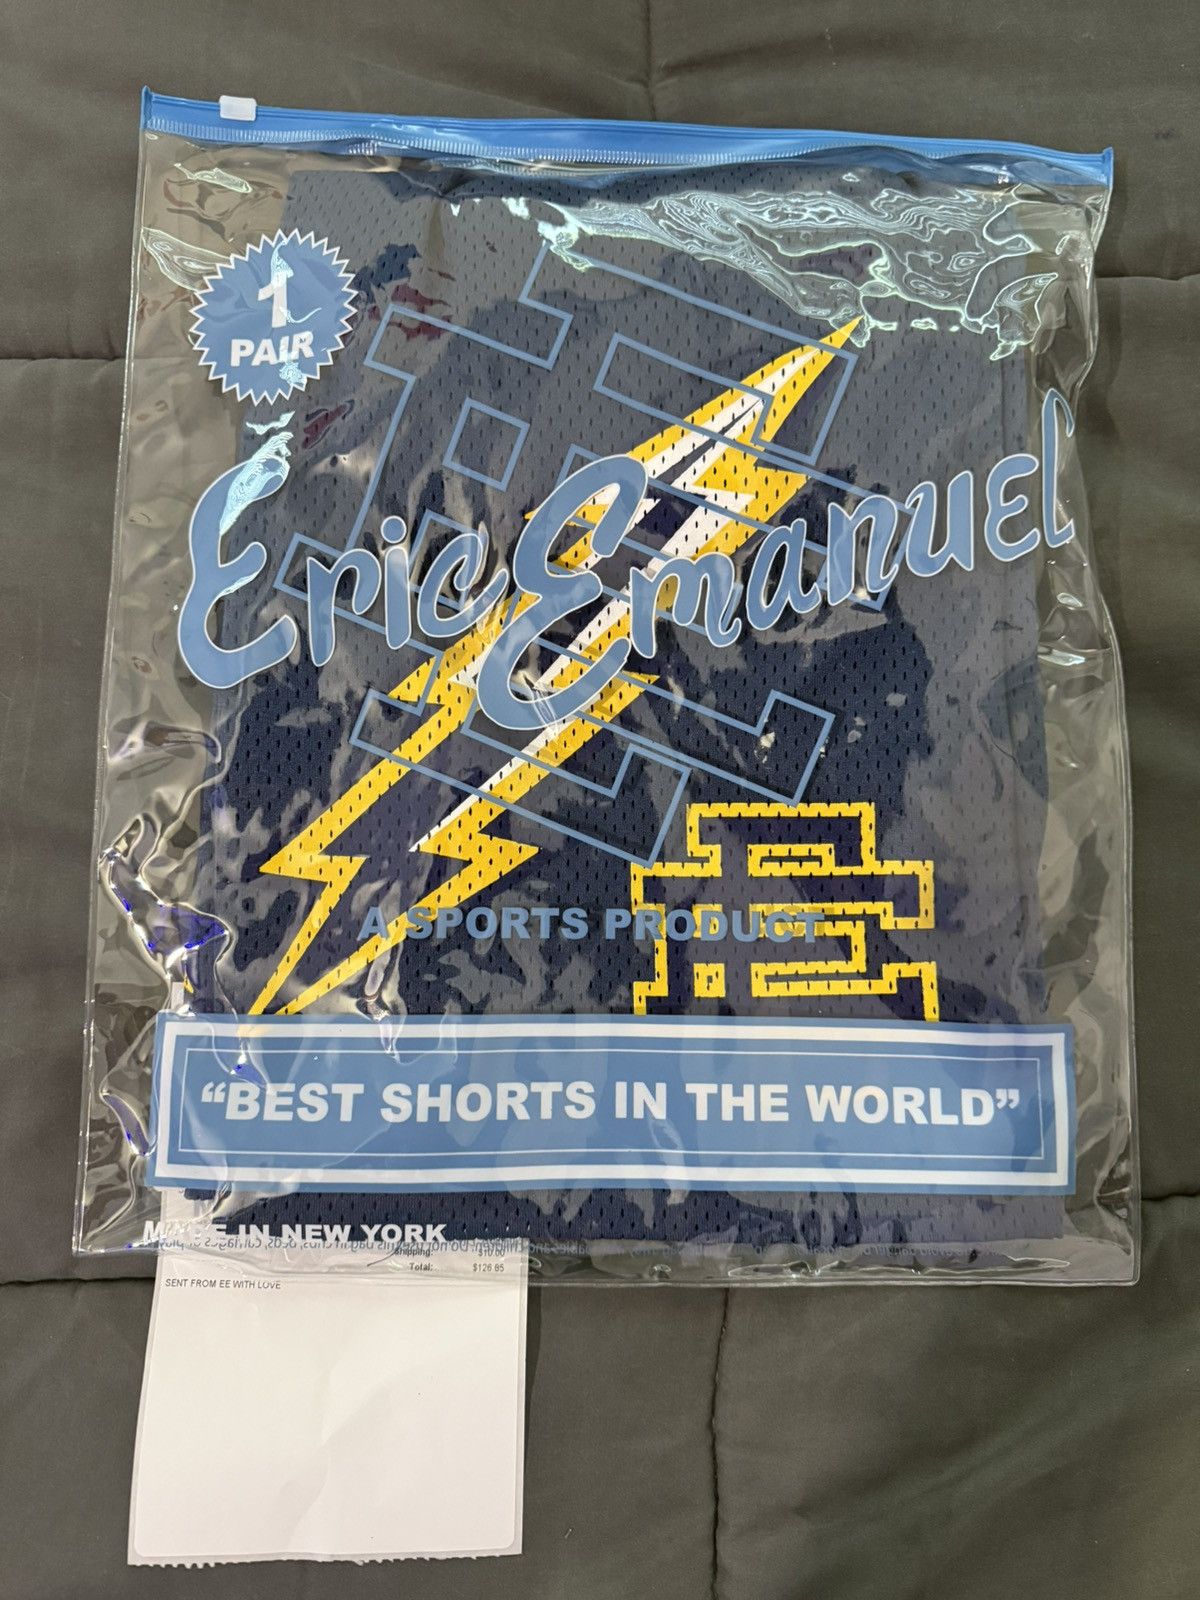 1
PAIR
Eric Emanuel
A SPORTS PRODUCT
E
“BEST SHORTS IN THE WORLD”
MADE IN NEW YORK
Shipping: $10.00
Total: $126.85
SENT FROM EE WITH LOVE